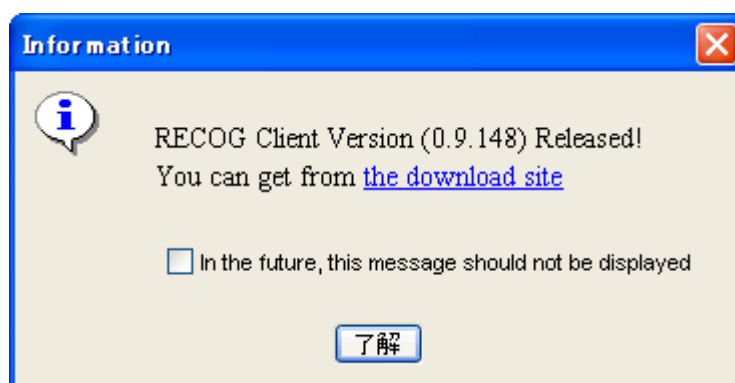 Information
RECOG Client Version (0.9.148) Released!
You can get from the download site
In the future, this message should not be displayed
了解